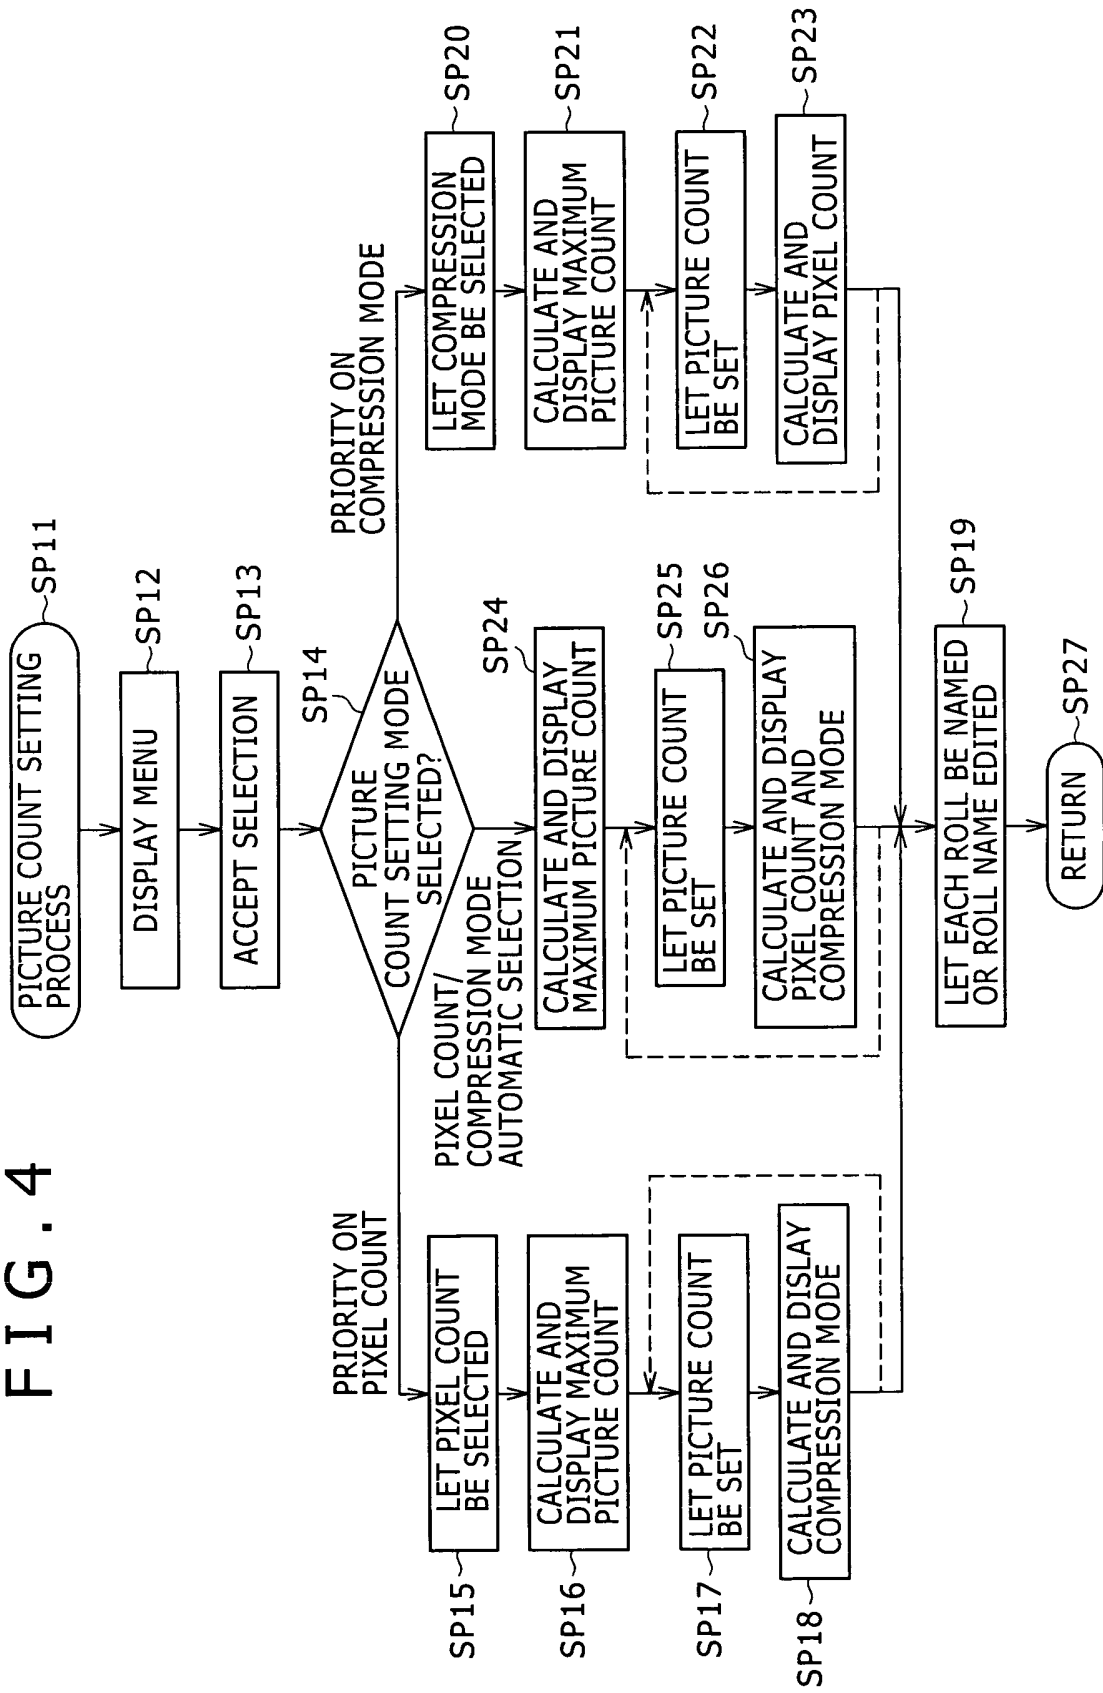 FIG. 4
PICTURE COUNT SETTING
PROCESS
SP11
DISPLAY MENU
SP12
ACCEPT SELECTION
SP13
SP14
PICTURE
COUNT SETTING MODE
SELECTED?
PRIORITY ON
PIXEL COUNT
LET PIXEL COUNT
BE SELECTED
SP15
CALCULATE AND
DISPLAY MAXIMUM
PICTURE COUNT
SP16
LET PICTURE COUNT
BE SET
SP17
CALCULATE AND DISLAY
COMPRESSION MODE
SP18
PIXEL COUNT/
COMPRESSION MODE
AUTOMATIC SELECTION
SP24
CALCULATE AND DISPLAY
MAXIMUM PICTURE COUNT
LET PICTURE COUNT
BE SET
SP25
SP26
CALCULATE AND DISPLAY
PIXEL COUNT AND
COMPRESSION MODE
PRIORITY ON
COMPRESSION MODE
LET COMPRESSION
MODE BE SELECTED
SP20
CALCULATE AND
DISPLAY MAXIMUM
PICTURE COUNT
SP21
LET PICTURE COUNT
BE SET
SP22
CALCULATE AND
DISPLAY PIXEL COUNT
SP23
LET EACH ROLL BE NAMED
OR ROLL NAME EDITED
SP19
RETURN
SP27